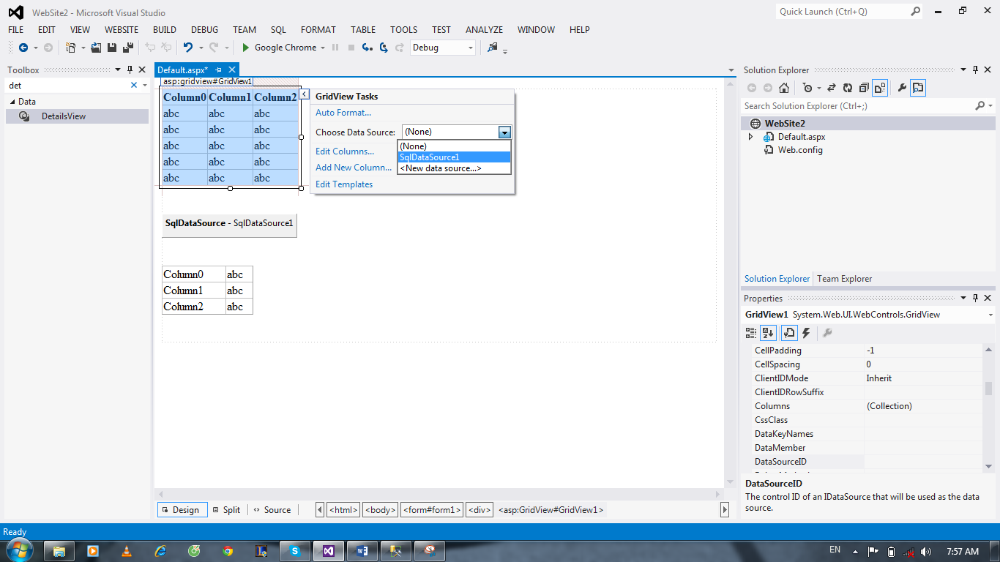 WebSite2 - Microsoft Visual Studio
Quick Launch (Ctrl+Q)
FILE EDIT VIEW WEBSITE BUILD DEBUG TEAM SQL FORMAT TABLE TOOLS TEST ANALYZE WINDOW HELP
Google Chrome Debug
Toolbox
det
Data
DetailsView
Default.aspx*
asp:gridview#GridView1
Column0 Column1 Column2
abc abc abc
abc abc abc
abc abc abc
abc abc abc
abc abc abc
GridView Tasks
Auto Format...
Choose Data Source: (None)
(None)
SqlDataSource1
<New data source...>
Edit Columns...
Add New Column...
Edit Templates
SqlDataSource - SqlDataSource1
Column0 abc
Column1 abc
Column2 abc
Design Split Source
<html> <body> <form#form1> <div> <asp:GridView#GridView1>
Solution Explorer
Search Solution Explorer (Ctrl+;)
WebSite2
Default.aspx
Web.config
Solution Explorer Team Explorer
Properties
GridView1 System.Web.UI.WebControls.GridView
CellPadding -1
CellSpacing 0
ClientIDMode Inherit
ClientIDRowSuffix
Columns (Collection)
CssClass
DataKeyNames
DataMember
DataSourceID
DataSourceID
The control ID of an IDataSource that will be used as the data
source.
Ready
EN 7:57 AM